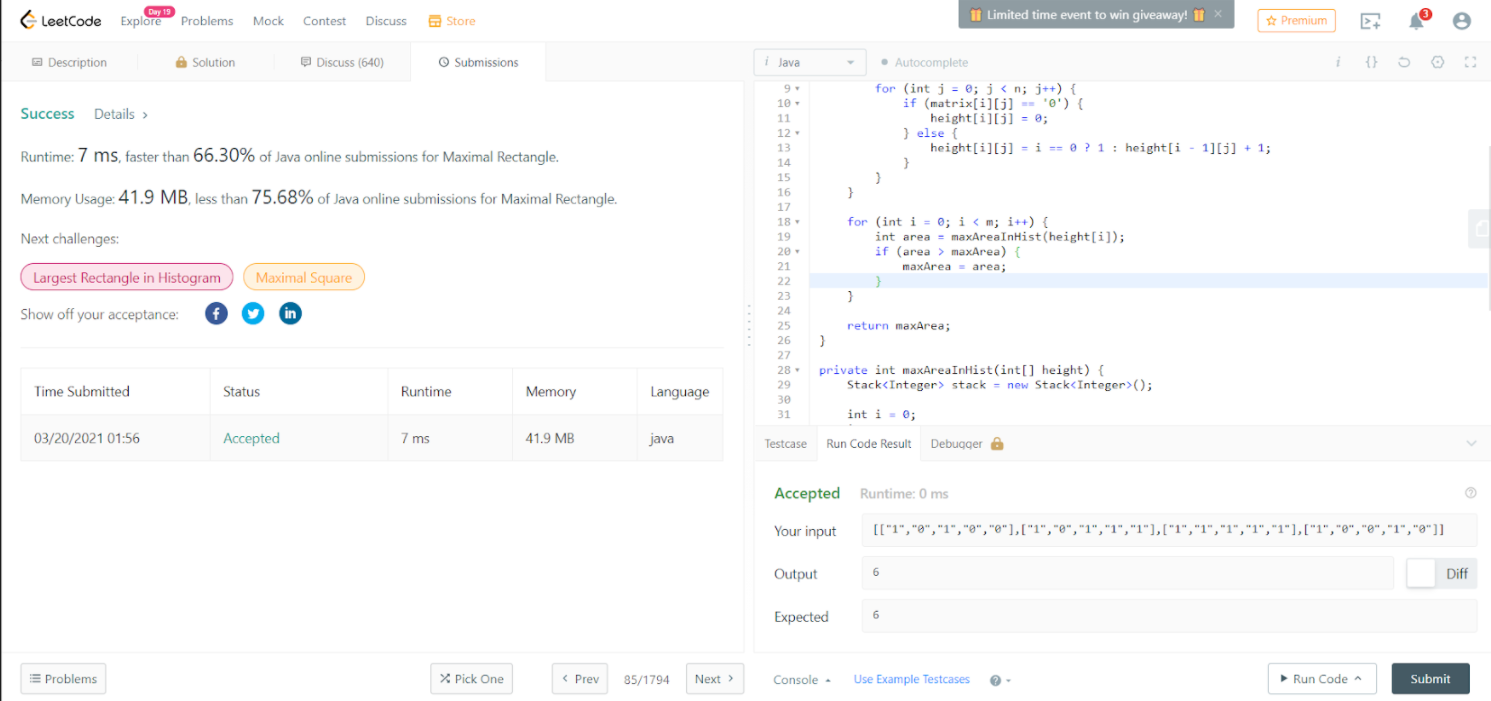 LeetCode Explore Day 19 Problems Mock Contest Discuss Store Limited time event to win giveaway! × Premium 3
Description Solution Discuss (640) Submissions
Success Details >
Runtime: 7 ms, faster than 66.30% of Java online submissions for Maximal Rectangle.
Memory Usage: 41.9 MB, less than 75.68% of Java online submissions for Maximal Rectangle.
Next challenges:
Largest Rectangle in Histogram Maximal Square
Show off your acceptance:
Time Submitted Status Runtime Memory Language
03/20/2021 01:56 Accepted 7 ms 41.9 MB java
Problems Pick One < Prev 85/1794 Next >
i Java Autocomplete i {}
9 for (int j = 0; j < n; j++) {
10 if (matrix[i][j] == '0') {
11 height[i][j] = 0;
12 } else {
13 height[i][j] = i == 0 ? 1 : height[i - 1][j] + 1;
14 }
15 }
16 }
17
18 for (int i = 0; i < m; i++) {
19 int area = maxAreaInHist(height[i]);
20 if (area > maxArea) {
21 maxArea = area;
22 }
23 }
24
25 return maxArea;
26 }
27
28 private int maxAreaInHist(int[] height) {
29 Stack<Integer> stack = new Stack<Integer>();
30
31 int i = 0;
Testcase Run Code Result Debugger
Accepted Runtime: 0 ms
Your input [["1","0","1","0","0"],["1","0","1","1","1"],["1","1","1","1","1"],["1","0","0","1","0"]]
Output 6 Diff
Expected 6
Console Use Example Testcases Run Code Submit